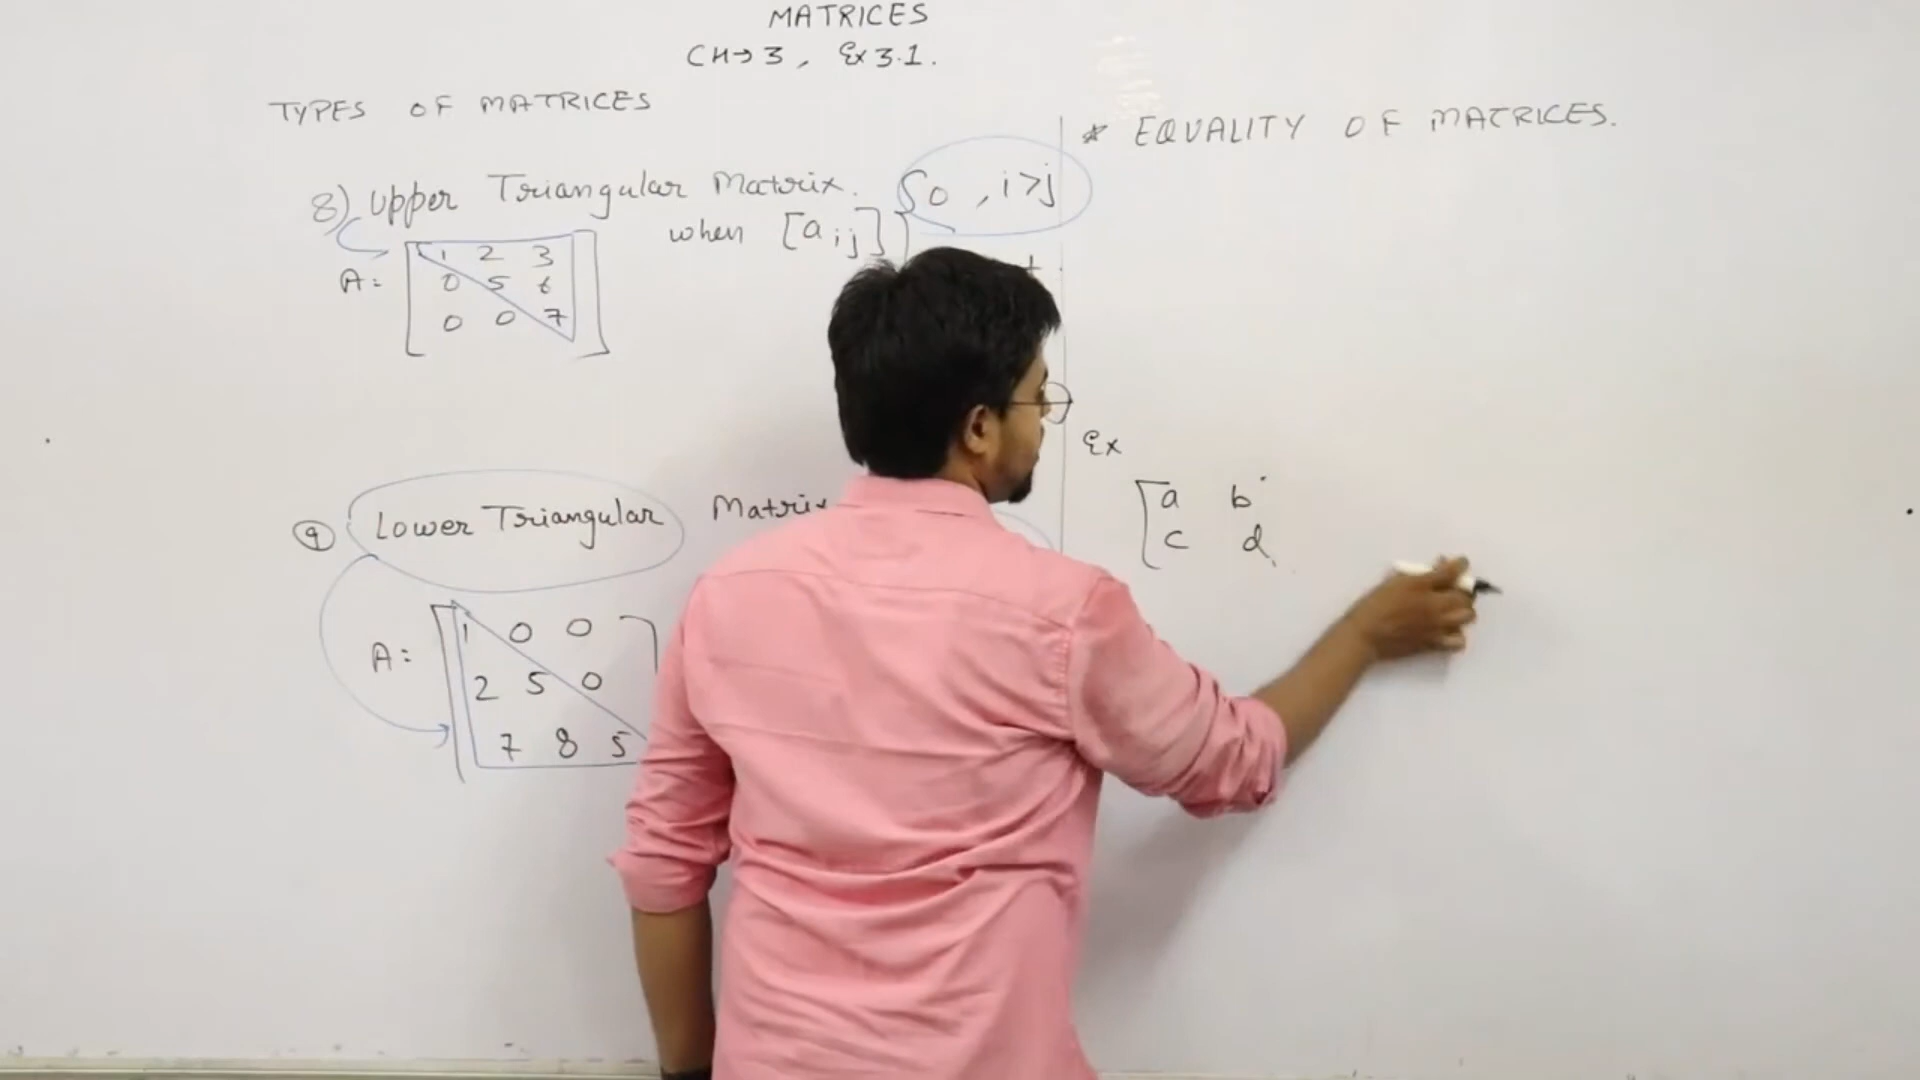 MATRICES
CH→3, Ex 3.1.
TYPES OF MATRICES
8) Upper Triangular Matrix.
{0, i>j
when [aij]
A = [1 2 3
0 5 6
0 0 7]
9 Lower Triangular Matrix
A = [1 0 0
2 5 0
7 8 5
* EQUALITY OF MATRICES.
Ex
[a b
c d